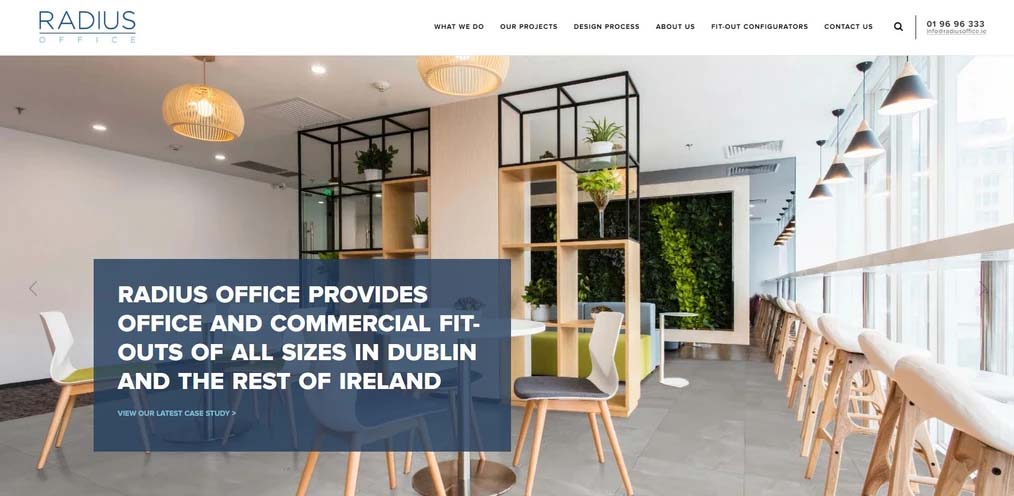 RADIUS
OFFICE
WHAT WE DO
OUR PROJECTS
DESIGN PROCESS
ABOUT US
FIT-OUT CONFIGURATORS
CONTACT US
01 96 96 333
info@radiusoffice.ie
RADIUS OFFICE PROVIDES
OFFICE AND COMMERCIAL FIT-
OUTS OF ALL SIZES IN DUBLIN
AND THE REST OF IRELAND
VIEW OUR LATEST CASE STUDY >